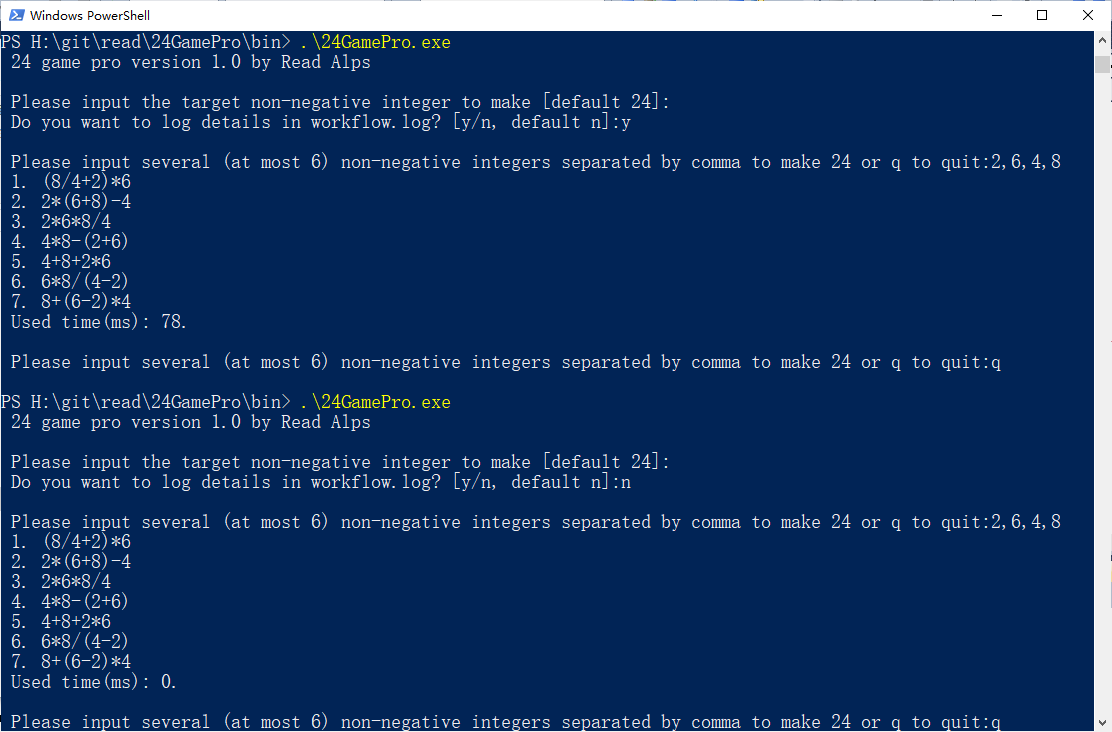 Windows PowerShell
PS H:\git\read\24GamePro\bin> .\24GamePro.exe
24 game pro version 1.0 by Read Alps
Please input the target non-negative integer to make [default 24]:
Do you want to log details in workflow.log? [y/n, default n]:y
Please input several (at most 6) non-negative integers separated by comma to make 24 or q to quit:2,6,4,8
1. (8/4+2)*6
2. 2*(6+8)-4
3. 2*6*8/4
4. 4*8-(2+6)
5. 4+8+2*6
6. 6*8/(4-2)
7. 8+(6-2)*4
Used time(ms): 78.
Please input several (at most 6) non-negative integers separated by comma to make 24 or q to quit:q
PS H:\git\read\24GamePro\bin> .\24GamePro.exe
24 game pro version 1.0 by Read Alps
Please input the target non-negative integer to make [default 24]:
Do you want to log details in workflow.log? [y/n, default n]:n
Please input several (at most 6) non-negative integers separated by comma to make 24 or q to quit:2,6,4,8
1. (8/4+2)*6
2. 2*(6+8)-4
3. 2*6*8/4
4. 4*8-(2+6)
5. 4+8+2*6
6. 6*8/(4-2)
7. 8+(6-2)*4
Used time(ms): 0.
Please input several (at most 6) non-negative integers separated by comma to make 24 or q to quit:q